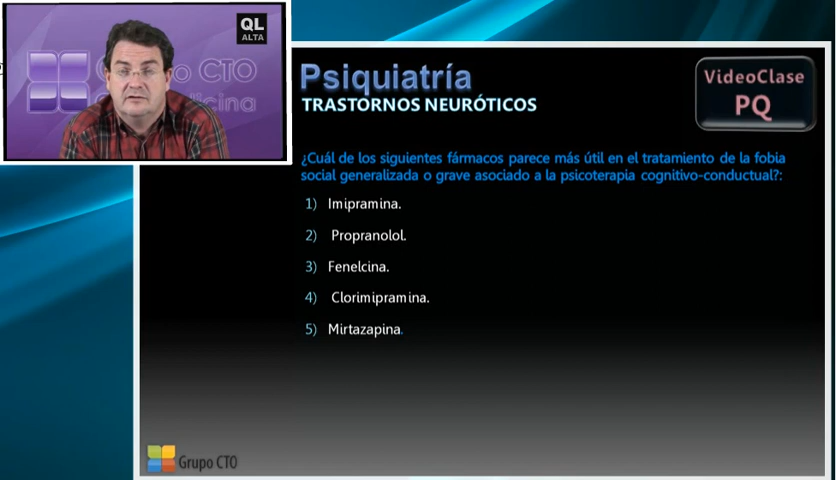 QL
ALTA
Grupo CTO
Psiquiatría
TRASTORNOS NEURÓTICOS
VideoClase
PQ
¿Cuál de los siguientes fármacos parece más útil en el tratamiento de la fobia
social generalizada o grave asociado a la psicoterapia cognitivo-conductual?:
1) Imipramina.
2) Propranolol.
3) Fenelcina.
4) Clorimipramina.
5) Mirtazapina.
Grupo CTO